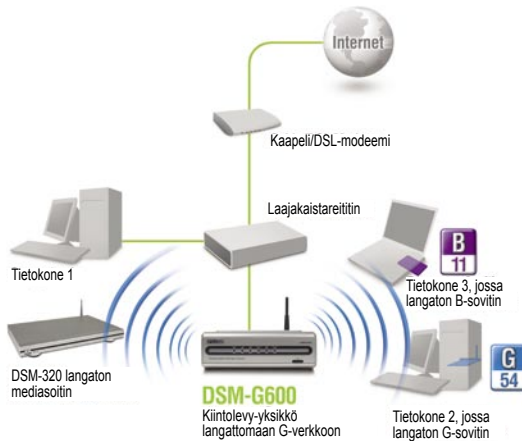 Internet
Kaapeli/DSL-modeemi
Laajakaistareititin
Tietokone 1
B
11
Tietokone 3, jossa
langaton B-sovitin
DSM-320 langaton
mediasoitin
DSM-G600
Kiintolevy-yksikkö
langattomaan G-verkkoon
G
54
Tietokone 2, jossa
langaton G-sovitin